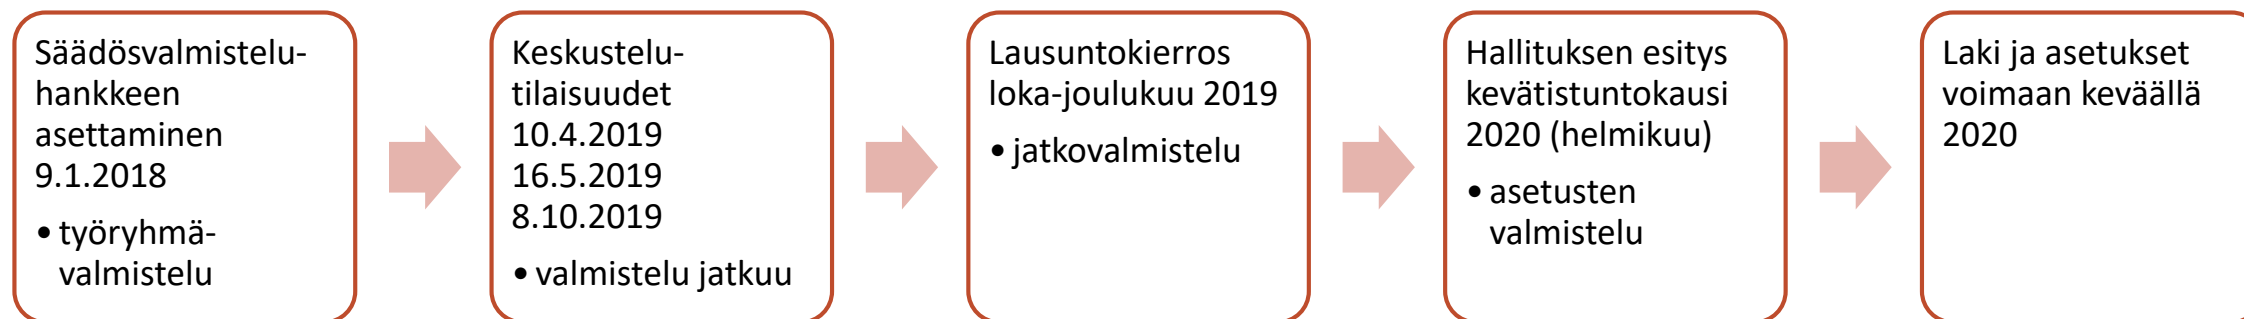 Säädösvalmistelu-
hankkeen
asettaminen
9.1.2018
• työryhmä-
valmistelu
Keskustelu-
tilaisuudet
10.4.2019
16.5.2019
8.10.2019
• valmistelu jatkuu
Lausuntokierros
loka-joulukuu 2019
• jatkovalmistelu
Hallituksen esitys
kevätistuntokausi
2020 (helmikuu)
• asetusten
valmistelu
Laki ja asetukset
voimaan keväällä
2020